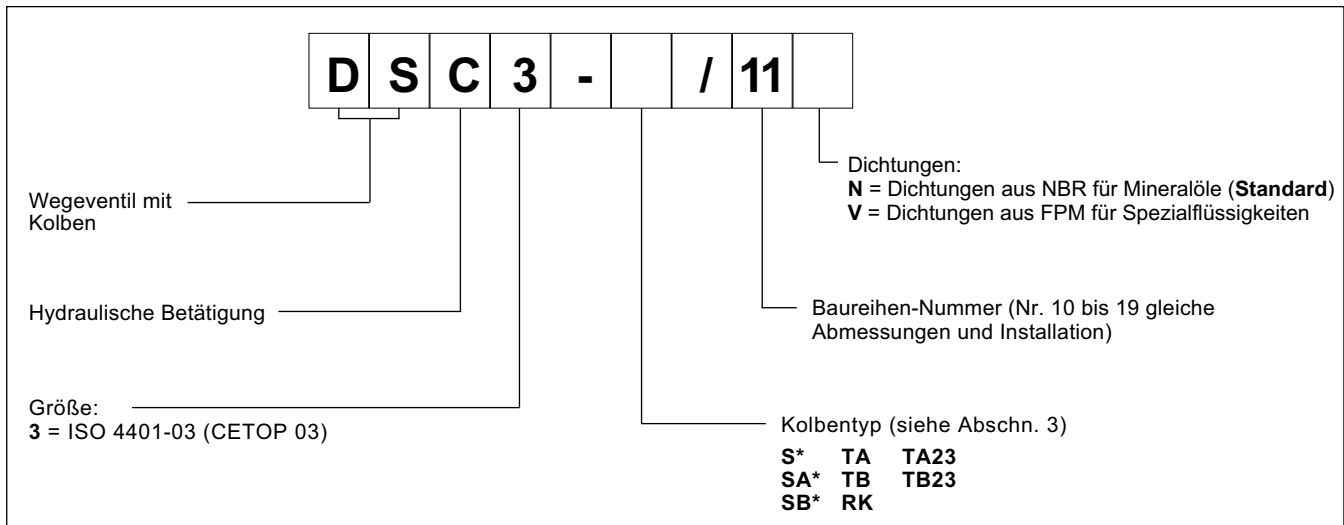 DSC3- / 11
Dichtungen:
N = Dichtungen aus NBR für Mineralöle (Standard)
V = Dichtungen aus FPM für Spezialflüssigkeiten
Wegeventil mit
Kolben
Hydraulische Betätigung
Baureihen-Nummer (Nr. 10 bis 19 gleiche
Abmessungen und Installation)
Größe:
3 = ISO 4401-03 (CETOP 03)
Kolbentyp (siehe Abschn. 3)
S* TA TA23
SA* TB TB23
SB* RK